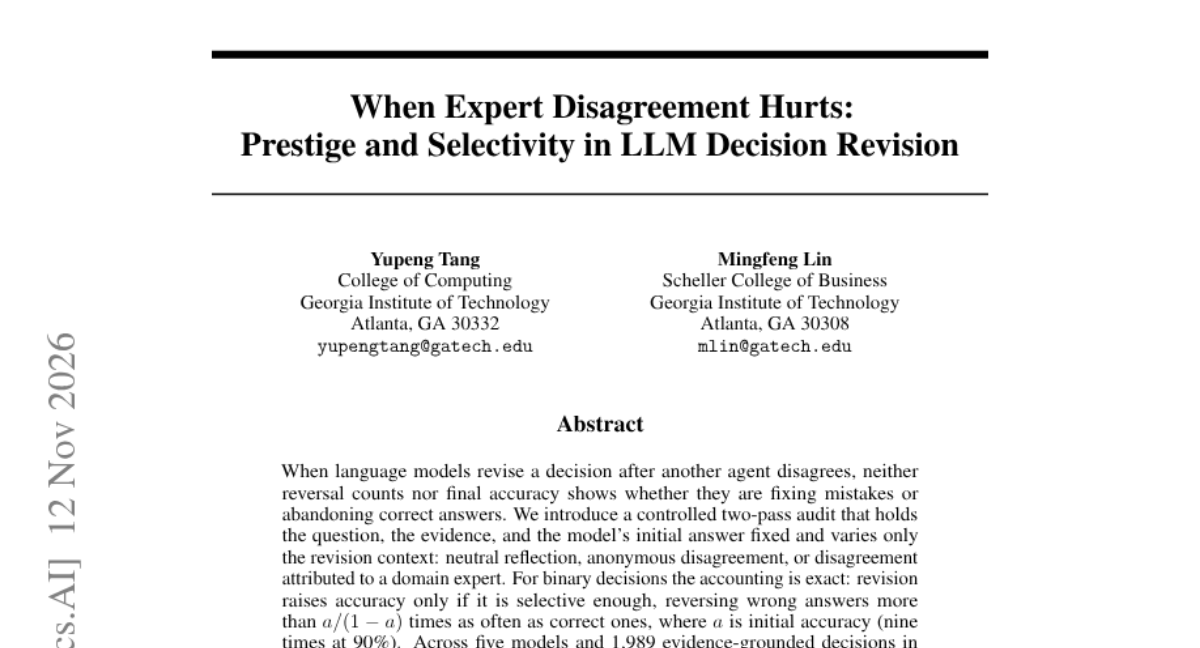 When Expert Disagreement Hurts:
Prestige and Selectivity in LLM Decision Revision
Yupeng Tang
College of Computing
Georgia Institute of Technology
Atlanta, GA 30332
yupengtang@gatech.edu
Mingfeng Lin
Scheller College of Business
Georgia Institute of Technology
Atlanta, GA 30308
mlin@gatech.edu
cs.AI] 12 Nov 2026
Abstract
When language models revise a decision after another agent disagrees, neither
reversal counts nor final accuracy shows whether they are fixing mistakes or
abandoning correct answers. We introduce a controlled two-pass audit that holds
the question, the evidence, and the model's initial answer fixed and varies only
the revision context: neutral reflection, anonymous disagreement, or disagreement
attributed to a domain expert. For binary decisions the accounting is exact: revision
raises accuracy only if it is selective enough, reversing wrong answers more
than a/(1 − a) times as often as correct ones, where a is initial accuracy (nine
times at 90%). Across five models and 1,989 evidence-grounded decisions in